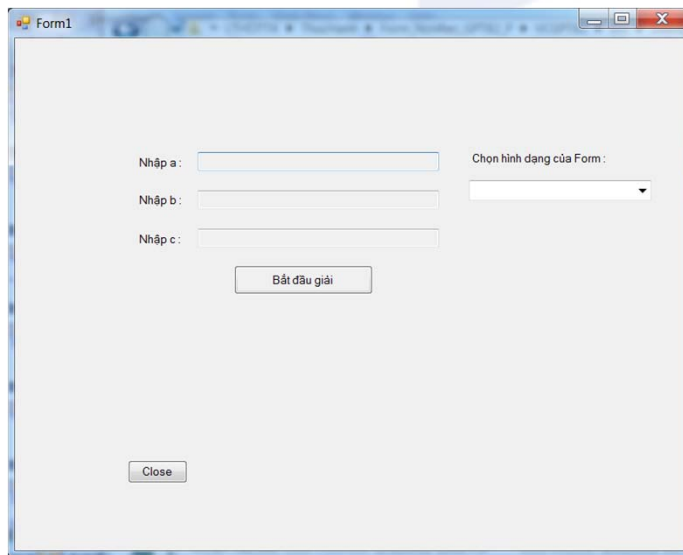 Form1
Nhập a :
Chọn hình dạng của Form :
Nhập b :
Nhập c :
Bắt đầu giải
Close